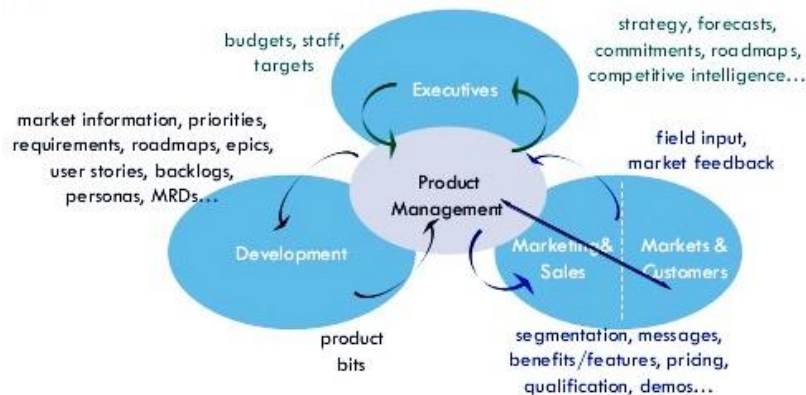 budgets, staff,
targets
strategy, forecasts,
commitments, roadmaps,
competitive intelligence...
Executives
market information, priorities,
requirements, roadmaps, epics,
user stories, backlogs,
personas, MRDs...
field input,
market feedback
Product
Management
Development
Marketing&
Sales
Markets &
Customers
product
bits
segmentation, messages,
benefits/features, pricing,
qualification, demos...